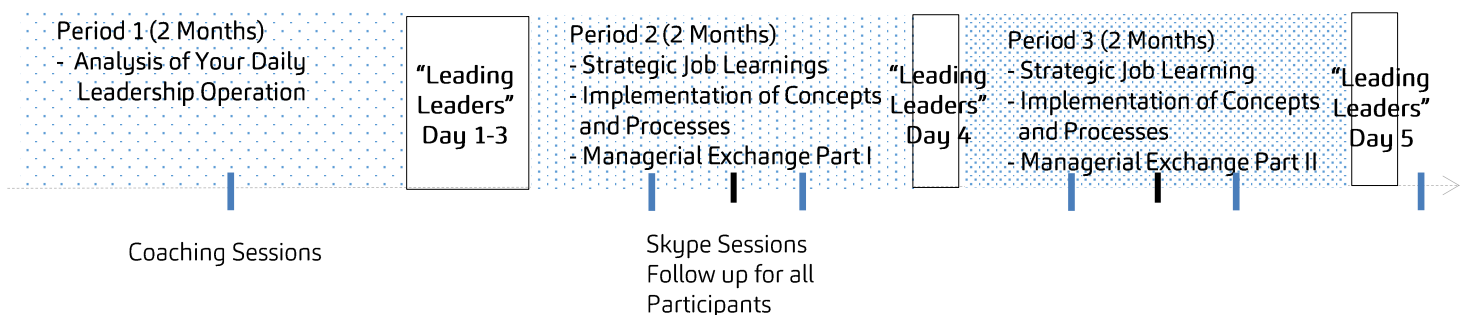 Period 1 (2 Months)
- Analysis of Your Daily
Leadership Operation
“Leading
Leaders”
Day 1-3
Period 2 (2 Months)
- Strategic Job Learnings
- Implementation of Concepts
and Processes
- Managerial Exchange Part I
“Leading
Leaders”
Day 4
Period 3 (2 Months)
- Strategic Job Learning
- Implementation of Concepts
and Processes
- Managerial Exchange Part II
“Leading
Leaders”
Day 5
Coaching Sessions
Skype Sessions
Follow up for all
Participants